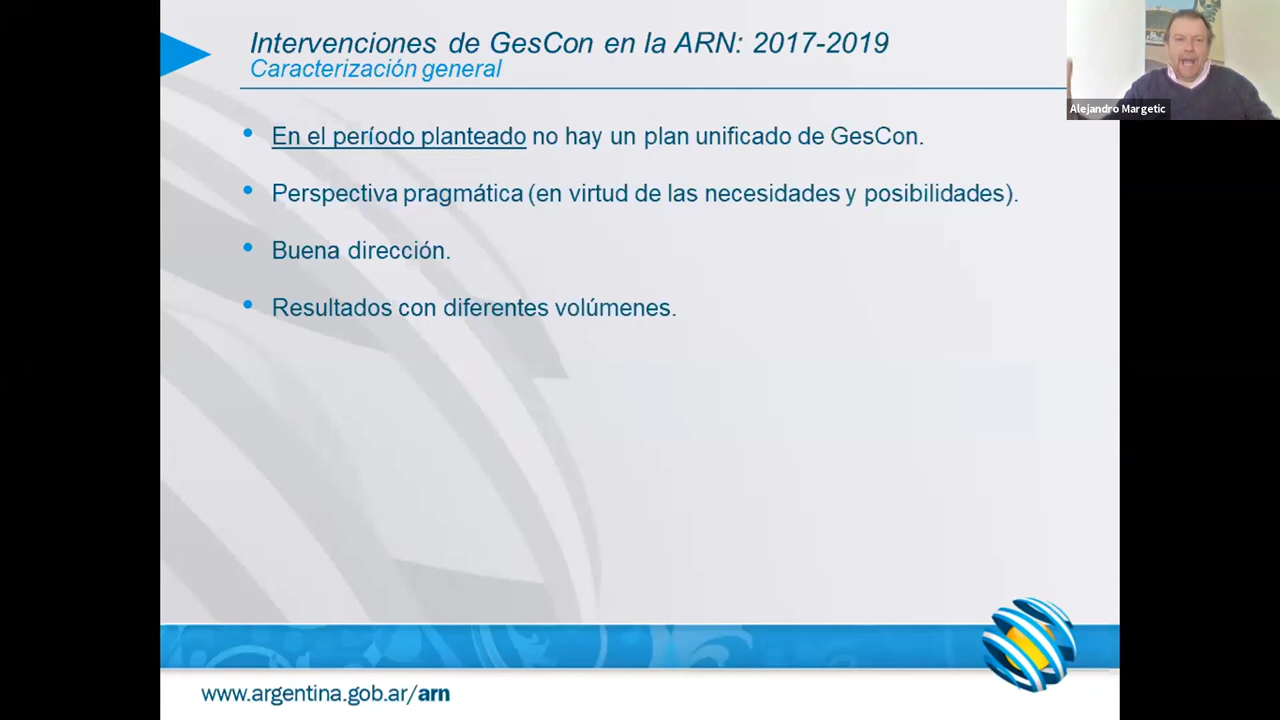 Intervenciones de GesCon en la ARN: 2017-2019
Caracterización general
Alejandro Margetic
• En el período planteado no hay un plan unificado de GesCon.
• Perspectiva pragmática (en virtud de las necesidades y posibilidades).
• Buena dirección.
• Resultados con diferentes volúmenes.
www.argentina.gob.ar/arn